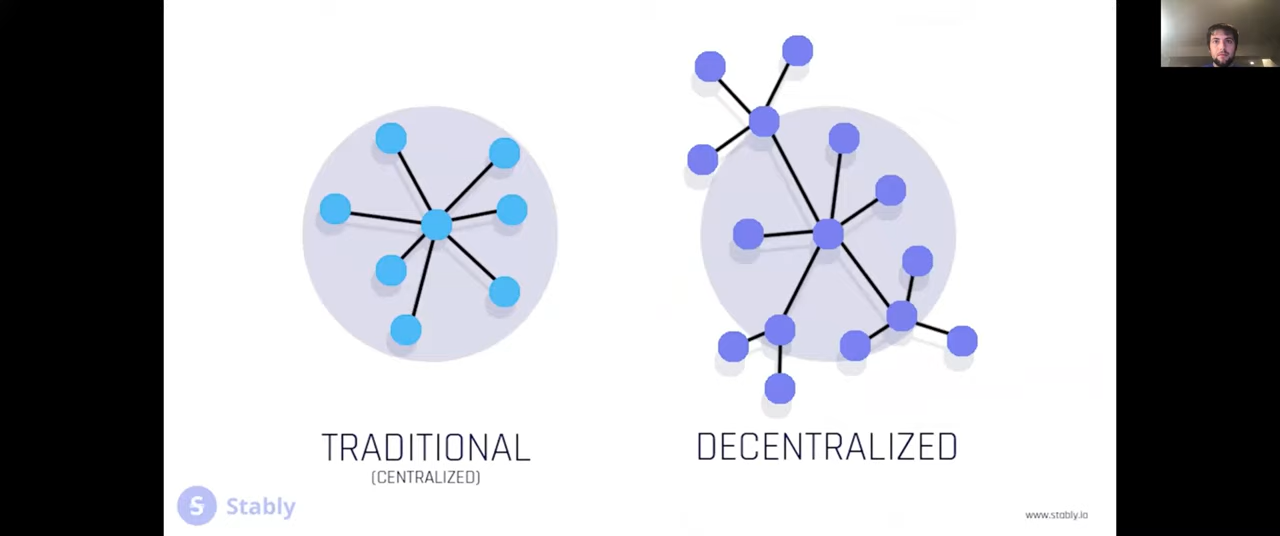 TRADITIONAL
(CENTRALIZED)
DECENTRALIZED
Stably
www.stably.io